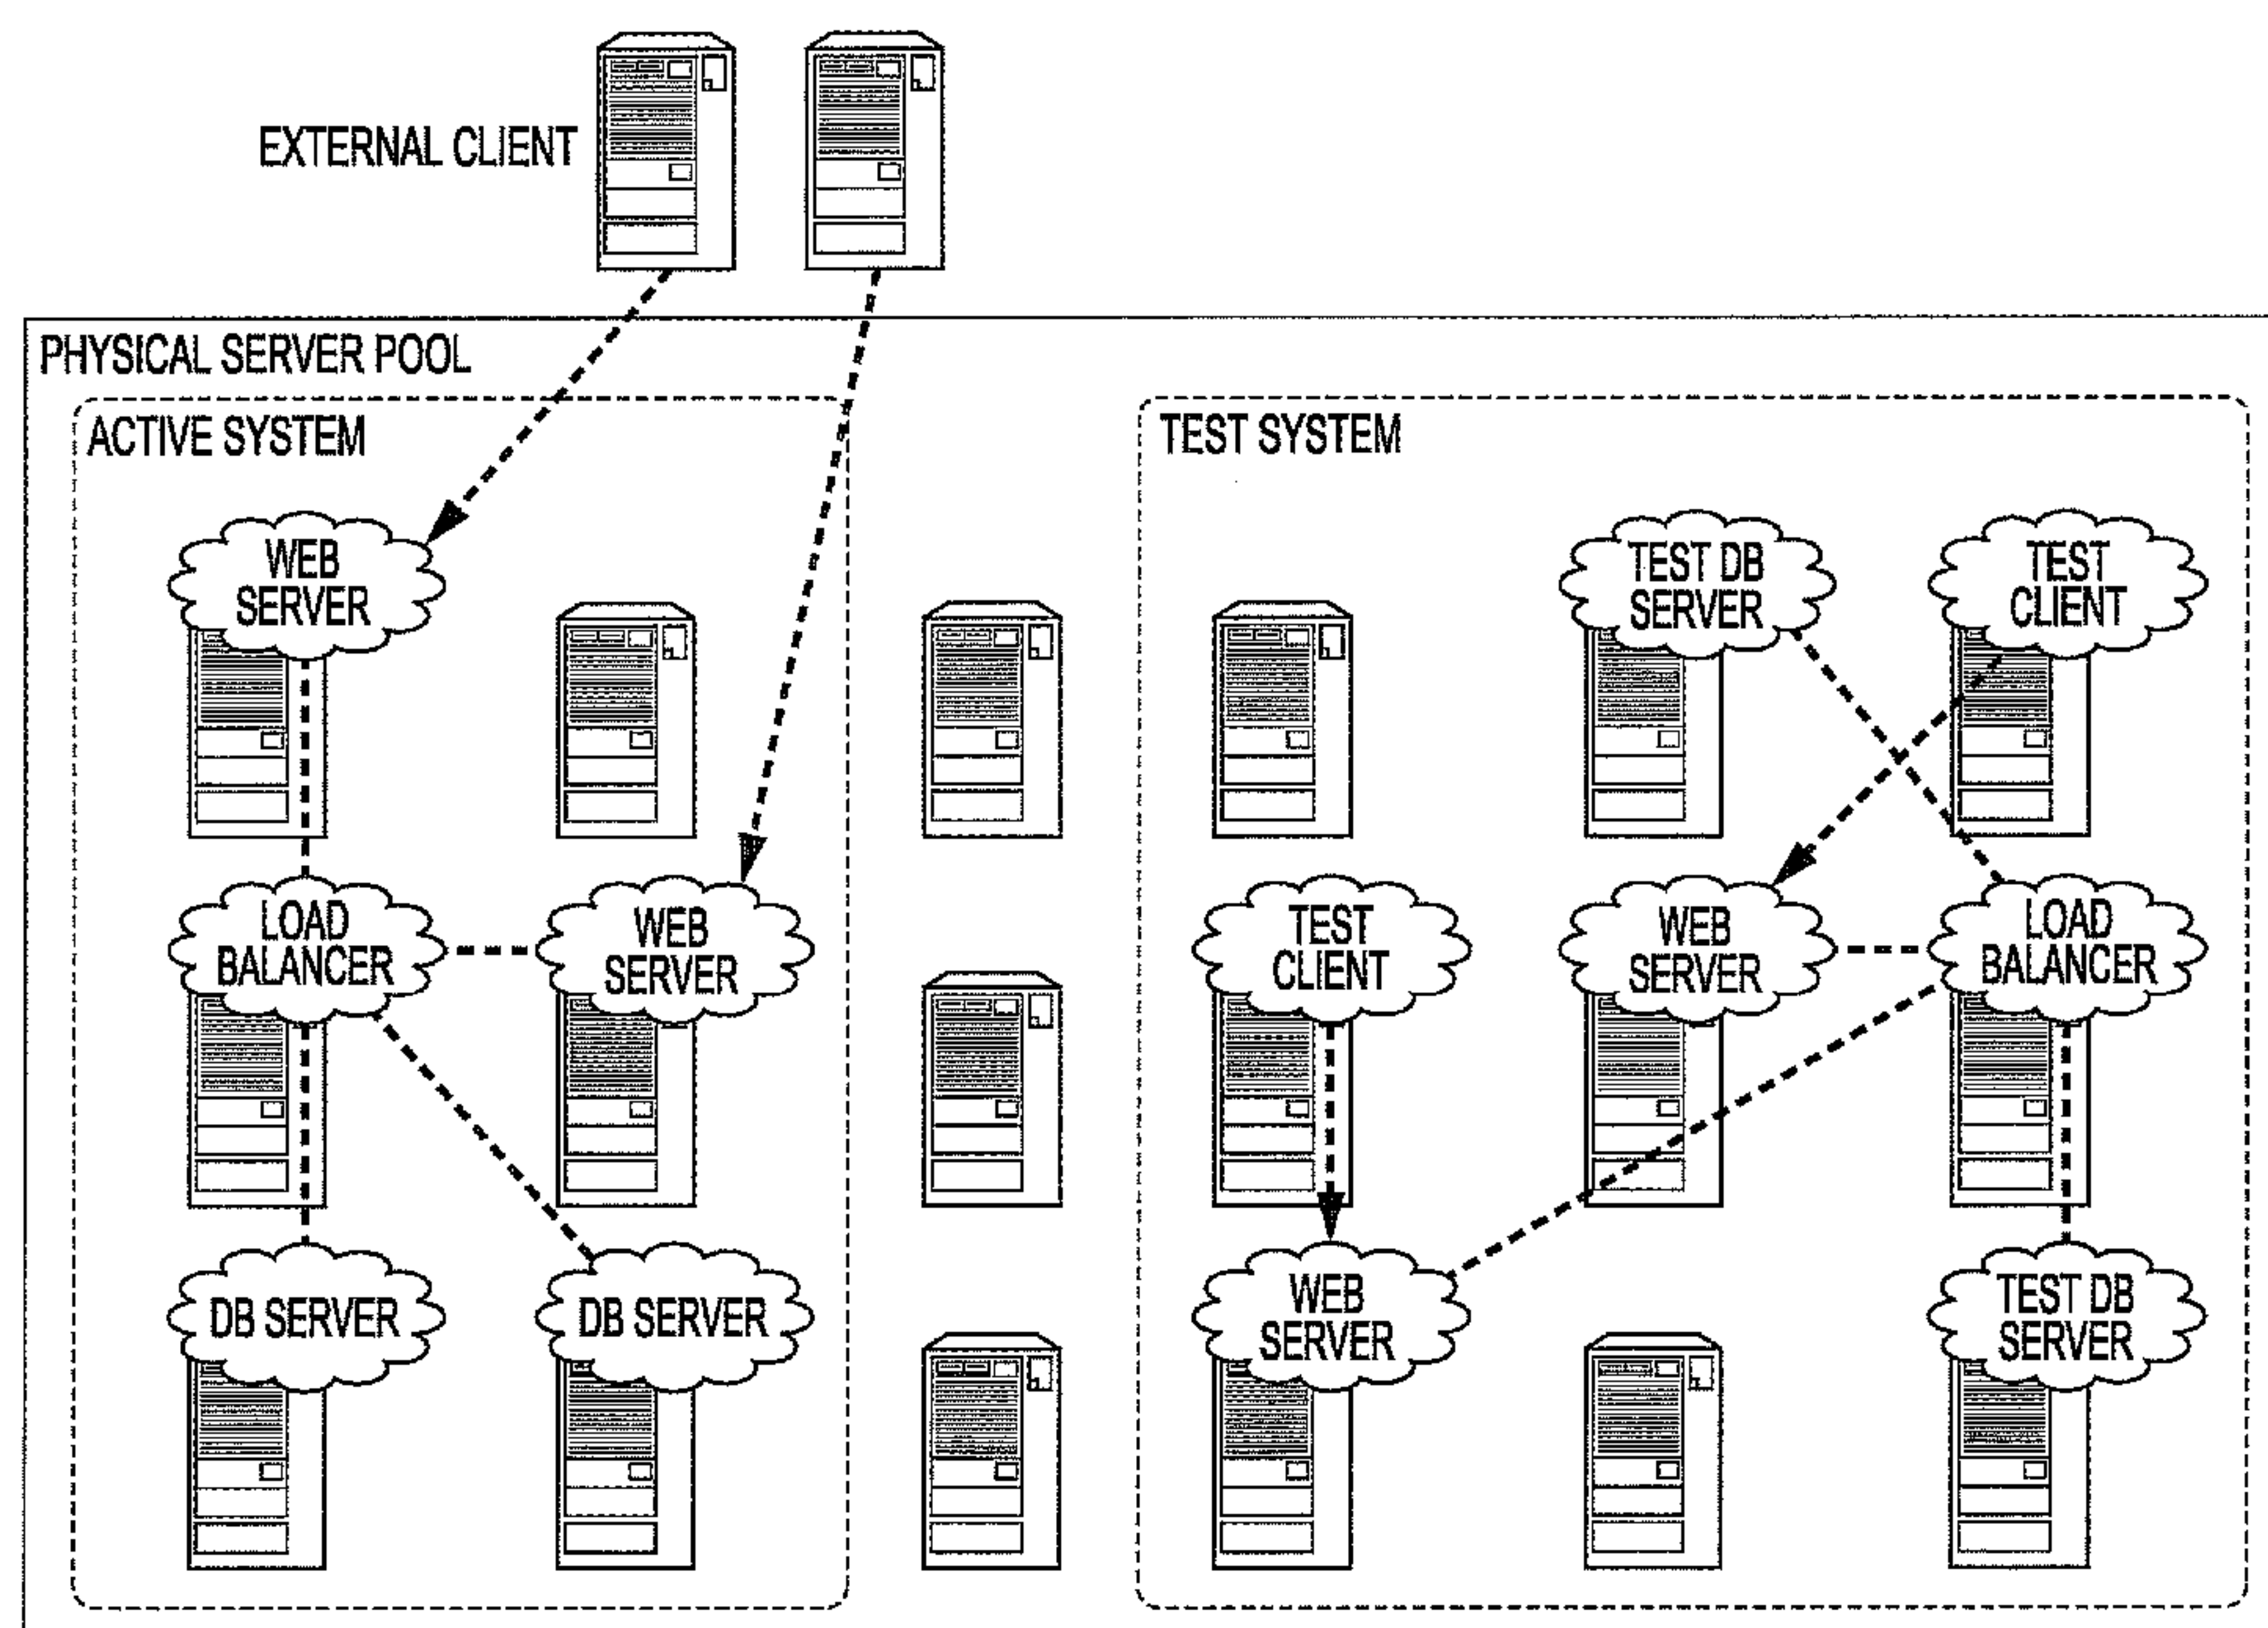 EXTERNAL CLIENT
PHYSICAL SERVER POOL
ACTIVE SYSTEM
WEB
SERVER
LOAD
BALANCER
WEB
SERVER
DB SERVER
DB SERVER
TEST SYSTEM
TEST DB
SERVER
TEST
CLIENT
TEST
CLIENT
WEB
SERVER
LOAD
BALANCER
WEB
SERVER
TEST DB
SERVER